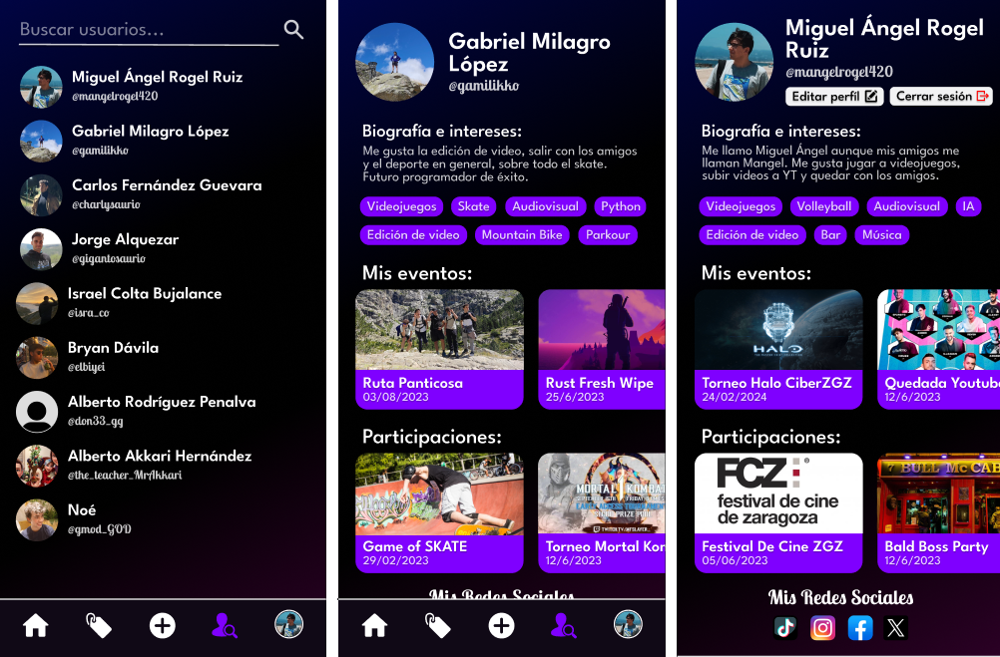 Buscar usuarios...
Miguel Ángel Rogel Ruiz
@mangelrogel420
Gabriel Milagro López
@gamilikko
Carlos Fernández Guevara
@charlysaurio
Jorge Alquezar
@gigantosaurio
Israel Colta Bujalance
@isra_co
Bryan Dávila
@elbiyei
Alberto Rodríguez Penalva
@don33_gg
Alberto Akkari Hernández
@the_teacher_MrAkkari
Noé
@gmod_GOD
Gabriel Milagro
López
@gamilikko
Biografía e intereses:
Me gusta la edición de video, salir con los amigos
y el deporte en general, sobre todo el skate.
Futuro programador de éxito.
Videojuegos Skate Audiovisual Python
Edición de video Mountain Bike Parkour
Mis eventos:
Ruta Panticosa
03/08/2023
Rust Fresh Wipe
25/6/2023
Participaciones:
Game of SKATE
29/02/2023
MORTAL KOMBAT
Torneo Mortal Kor
12/6/2023
Mis Redes Sociales
Miguel Ángel Rogel
Ruiz
@mangelrogel420
Editar perfíl
Cerrar sesión
Biografía e intereses:
Me llamo Miguel Ángel aunque mis amigos me
llaman Mangel. Me gusta jugar a videojuegos,
subir videos a YT y quedar con los amigos.
Videojuegos Volleyball Audiovisual IA
Edición de video Bar Música
Mis eventos:
HALO
Torneo Halo CiberZGZ
24/02/2024
Quedada Youtube
12/6/2023
Participaciones:
FCZ
festival de cine
de zaragoza
Festival De Cine ZGZ
05/06/2023
7 BULL McCAB
Bald Boss Party
12/6/2023
Mis Redes Sociales